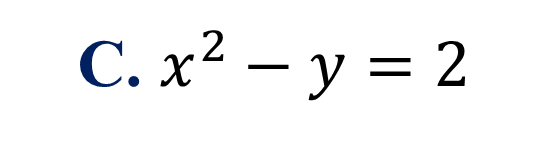 C. x² − y = 2